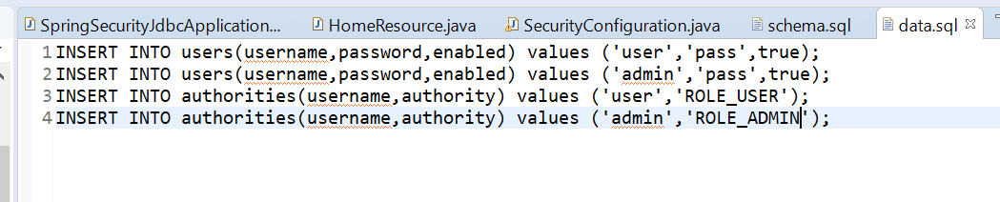 SpringSecurityJdbcApplication... HomeResource.java SecurityConfiguration.java schema.sql data.sql
1 INSERT INTO users(username,password,enabled) values ('user','pass',true);
2 INSERT INTO users(username,password,enabled) values ('admin','pass',true);
3 INSERT INTO authorities(username,authority) values ('user','ROLE_USER');
4 INSERT INTO authorities(username,authority) values ('admin','ROLE_ADMIN');